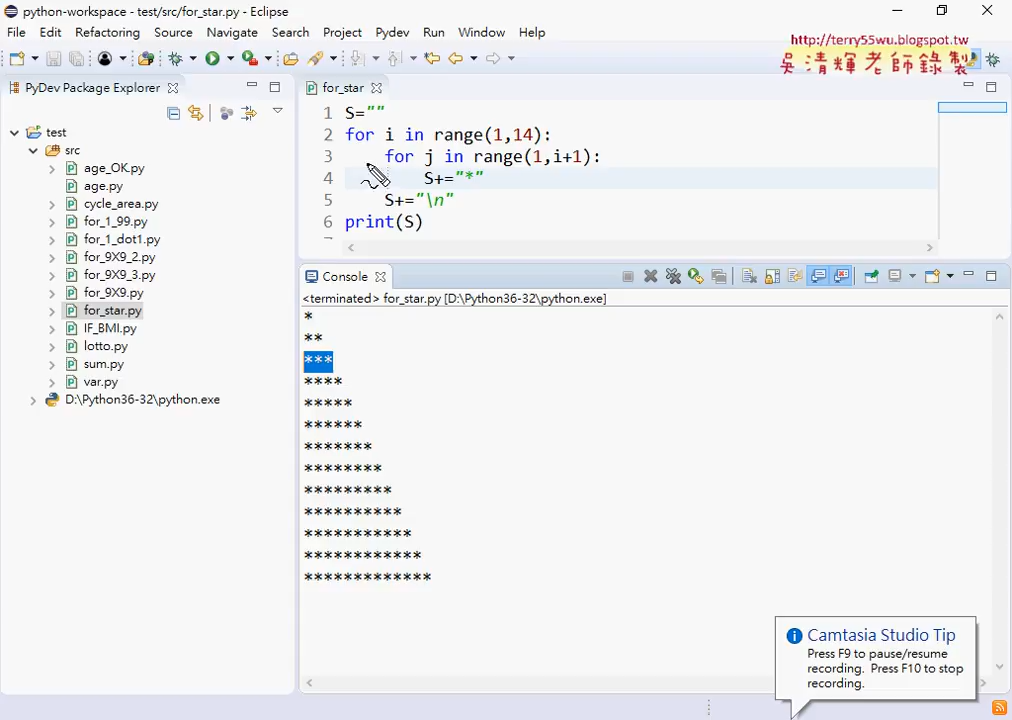 python-workspace - test/src/for_star.py - Eclipse
File Edit Refactoring Source Navigate Search Project Pydev Run Window Help
http://terry55wu.blogspot.tw
吳清輝老師錄製
PyDev Package Explorer
test
src
age_OK.py
age.py
cycle_area.py
for_1_99.py
for_1_dot1.py
for_9X9_2.py
for_9X9_3.py
for_9X9.py
for_star.py
IF_BMI.py
lotto.py
sum.py
var.py
D:\Python36-32\python.exe
for_star
1 S=""
2 for i in range(1,14):
3 for j in range(1,i+1):
4 S+="*"
5 S+="\n"
6 print(S)
Console
<terminated> for_star.py [D:\Python36-32\python.exe]
*
**
***
****
*****
******
*******
********
*********
**********
***********
************
*************
Camtasia Studio Tip
Press F9 to pause/resume
recording. Press F10 to stop
recording.